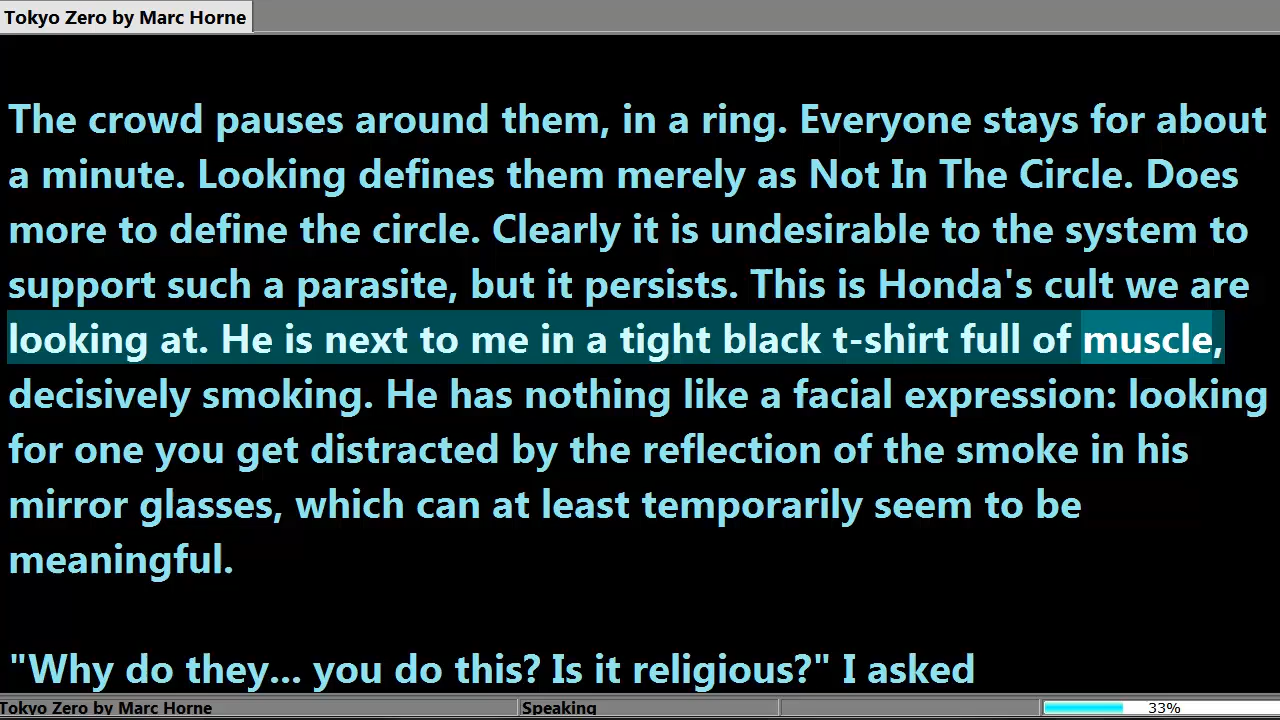 Tokyo Zero by Marc Horne
The crowd pauses around them, in a ring. Everyone stays for about
a minute. Looking defines them merely as Not In The Circle. Does
more to define the circle. Clearly it is undesirable to the system to
support such a parasite, but it persists. This is Honda's cult we are
looking at. He is next to me in a tight black t-shirt full of muscle,
decisively smoking. He has nothing like a facial expression: looking
for one you get distracted by the reflection of the smoke in his
mirror glasses, which can at least temporarily seem to be
meaningful.
"Why do they... you do this? Is it religious?" I asked
Tokyo Zero by Marc Horne
Speaking
33%